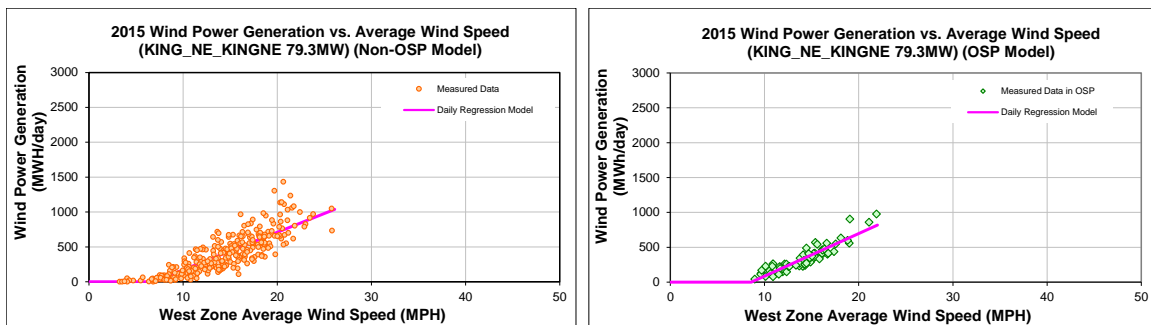 2015 Wind Power Generation vs. Average Wind Speed
(KING_NE_KINGNE 79.3MW) (Non-OSP Model)
Wind Power Generation
(MWH/day)
3000
2500
2000
1500
1000
500
0
Measured Data
Daily Regression Model
0 10 20 30 40 50
West Zone Average Wind Speed (MPH)
2015 Wind Power Generation vs. Average Wind Speed
(KING_NE_KINGNE 79.3MW) (OSP Model)
Wind Power Generation
(MWh/day)
3000
2500
2000
1500
1000
500
0
Measured Data in OSP
Daily Regression Model
0 10 20 30 40 50
West Zone Average Wind Speed (MPH)